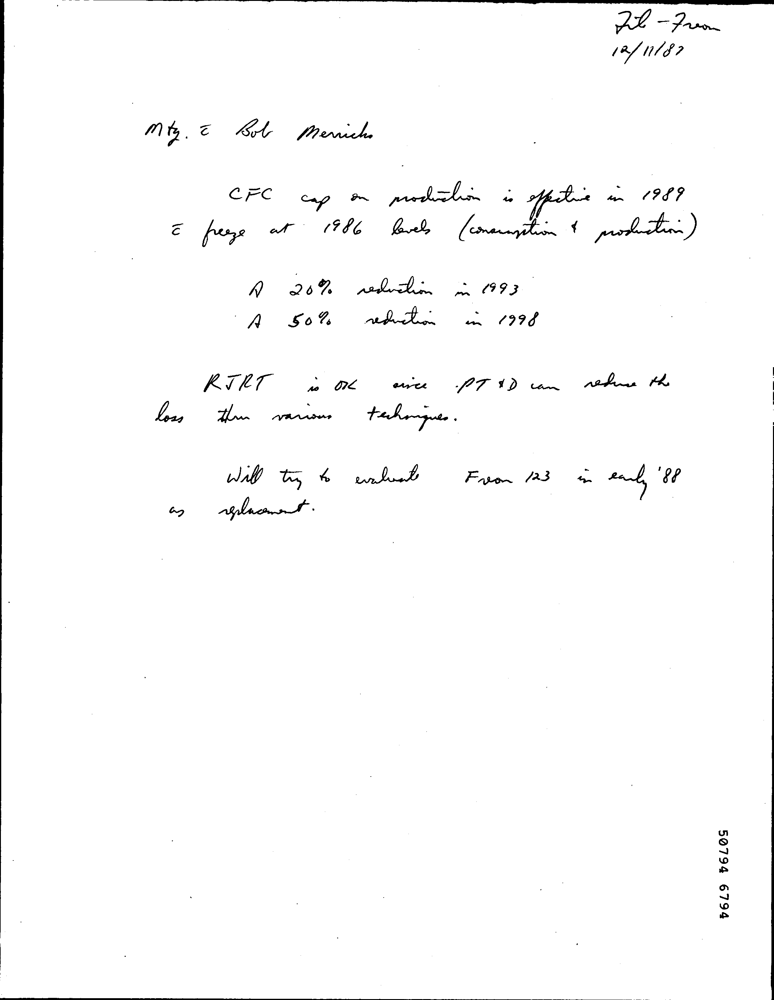 File - Freon
12/11/87
Mtg. c̄ Bob Merricks
CFC cap on production is effective in 1989
c̄ freeze at 1986 levels (consumption & production)
A 20% reduction in 1993
A 50% reduction in 1998
RJRT is OK since PT&D can reduce the
loss thru various techniques.
Will try to evaluate Freon 123 in early '88
as replacement.
50794 6794